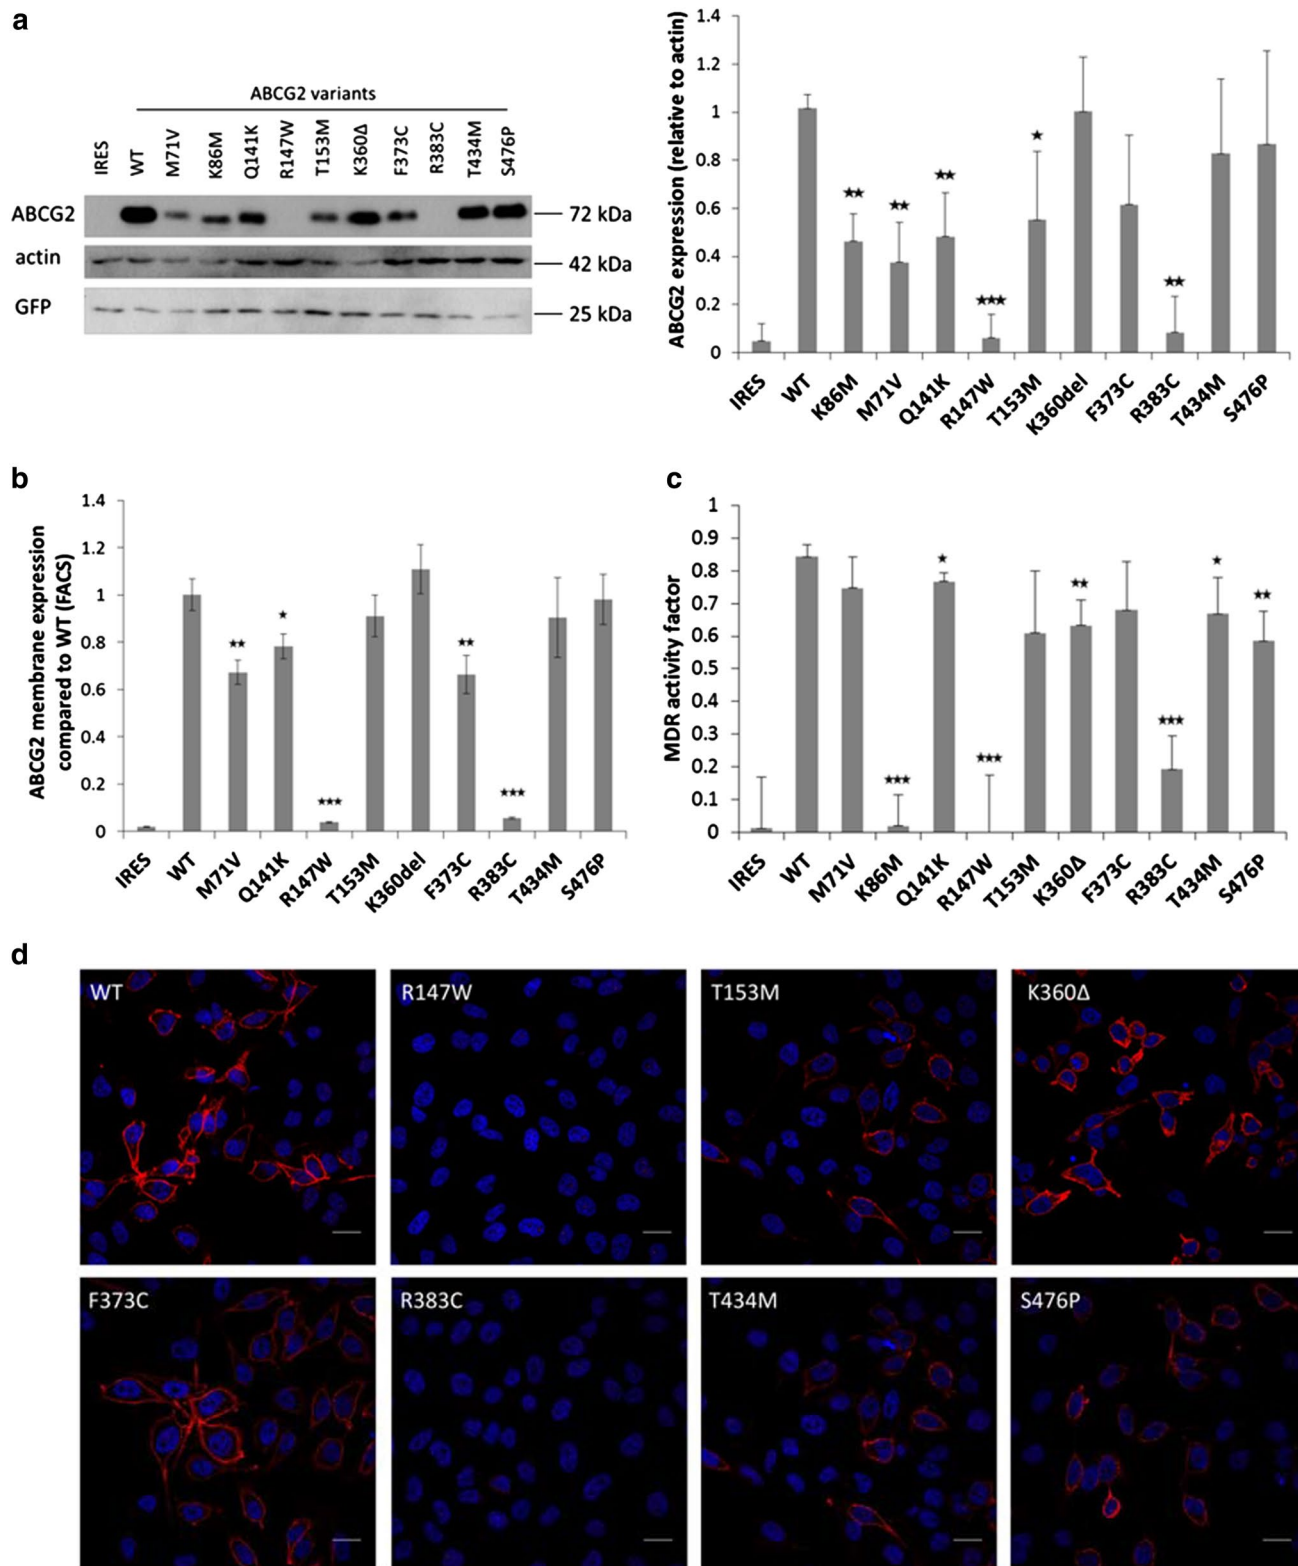 a
ABCG2 variants
IRES
WT
M71V
K86M
Q141K
R147W
T153M
K360Δ
F373C
R383C
T434M
S476P
ABCG2
72 kDa
actin
42 kDa
GFP
25 kDa
ABCG2 expression (relative to actin)
1.4
1.2
1
0.8
0.6
0.4
0.2
0
★★
★★
★★
★★★
★
★★
IRES
WT
K86M
M71V
Q141K
R147W
T153M
K360del
F373C
R383C
T434M
S476P
b
ABCG2 membrane expression
compared to WT (FACS)
1.4
1.2
1
0.8
0.6
0.4
0.2
0
★★
★
★★★
★★
★★★
IRES
WT
M71V
Q141K
R147W
T153M
K360del
F373C
R383C
T434M
S476P
c
MDR activity factor
1
0.9
0.8
0.7
0.6
0.5
0.4
0.3
0.2
0.1
0
★★★
★
★★★
★★
★★★
★
★★
IRES
WT
M71V
K86M
Q141K
R147W
T153M
K360Δ
F373C
R383C
T434M
S476P
d
WT
R147W
T153M
K360Δ
F373C
R383C
T434M
S476P